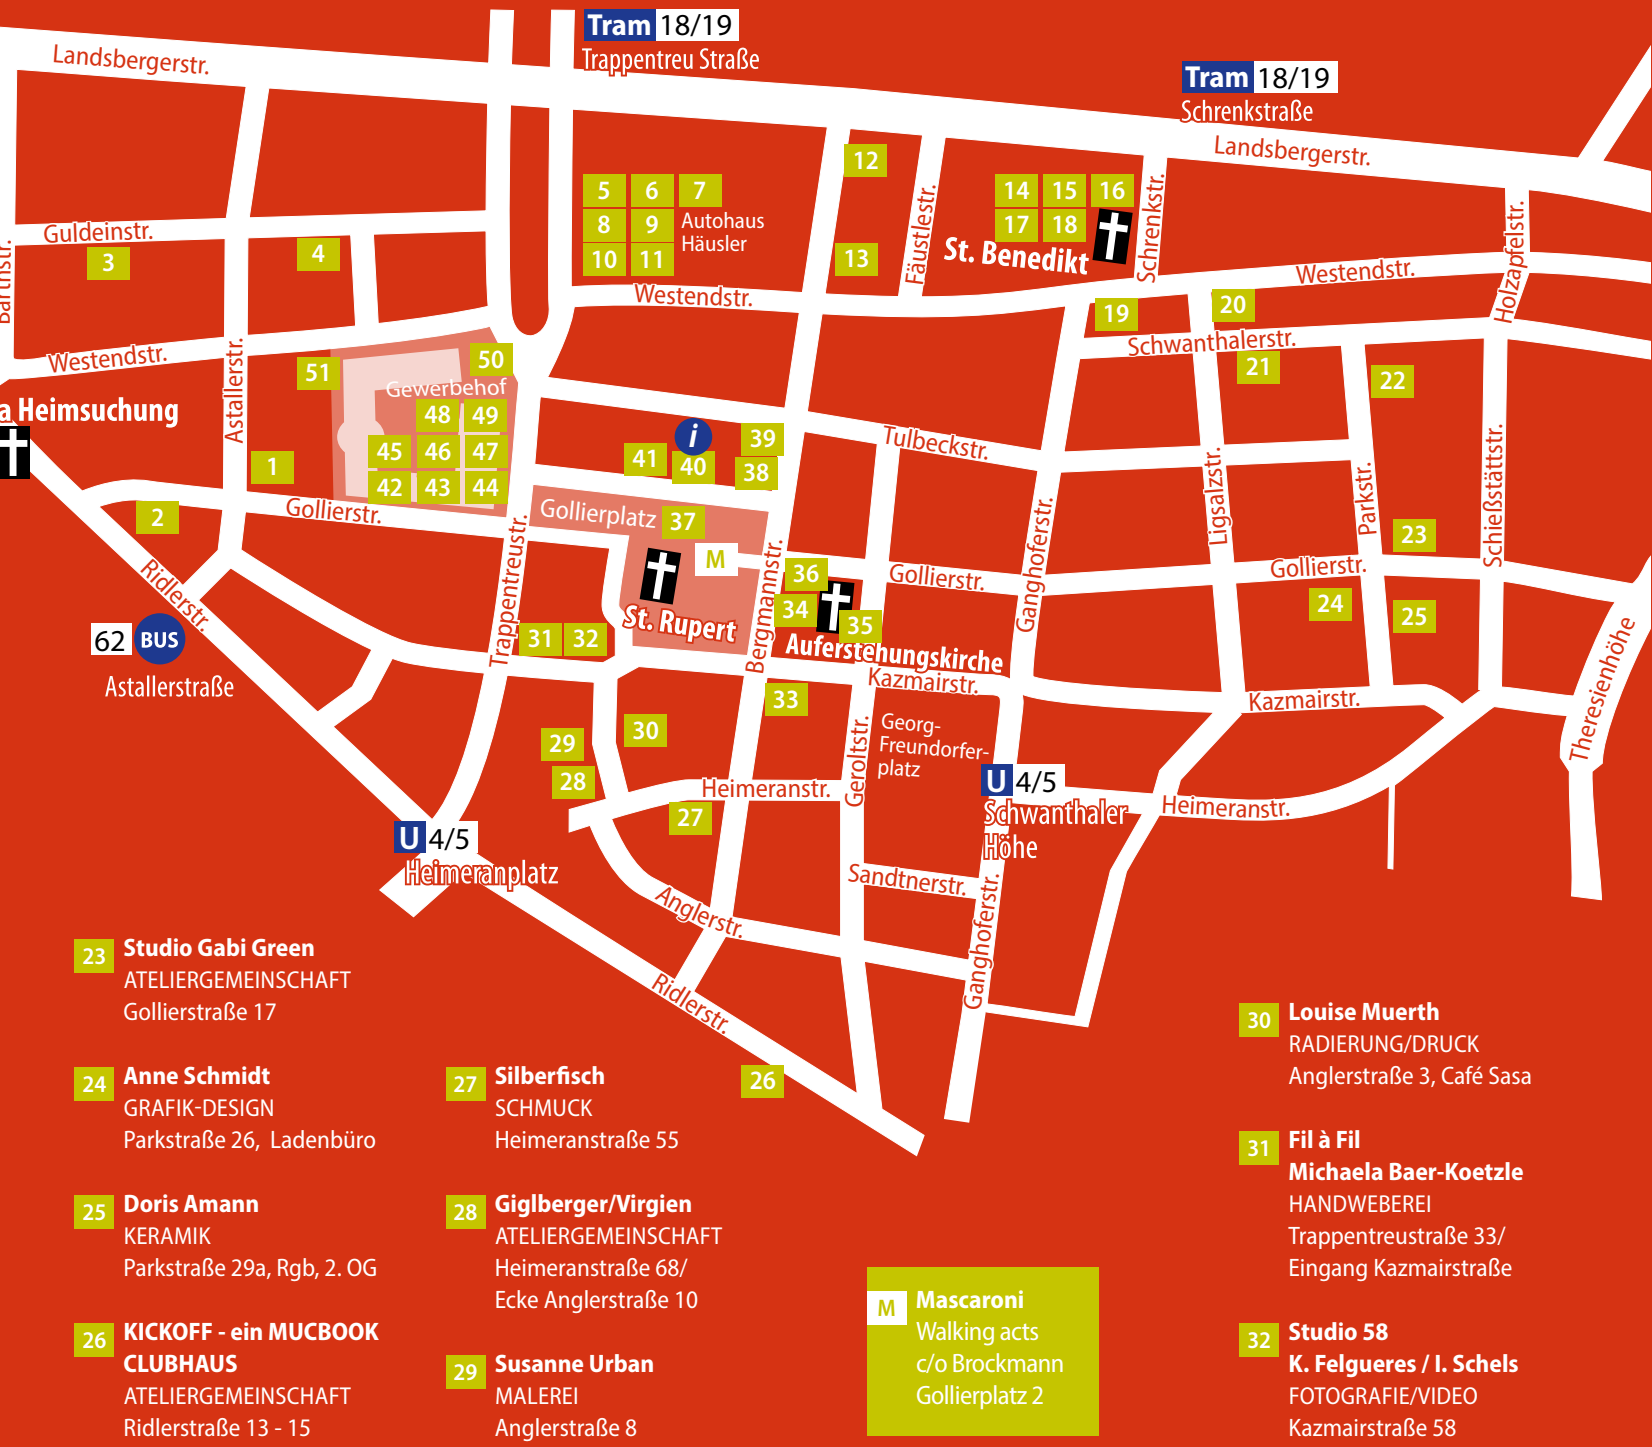 Tram 18/19
Trappentreu Straße
Tram 18/19
Schrenkstraße
Landsbergerstr.
Landsbergerstr.
12
5 6 7
8 9
10 11
Autohaus
Häusler
14 15 16
17 18
St. Benedikt
Fäustlestr.
Schrenkstr.
Holzapfelstr.
Guldeinstr.
3
4
13
Westendstr.
Westendstr.
19
20
Schwanthalerstr.
Barthstr.
Westendstr.
Astallerstr.
51
50
Gewerbehof
48 49
45 46 47
42 43 44
21
22
a Heimsuchung
1
2
i
39
41
40
38
Tulbeckstr.
Gollierstr.
Gollierplatz
37
M
St. Rupert
Trappentreustr.
Bergmannstr.
36
34
35
Auferstehungskirche
Gollierstr.
Ganghoferstr.
Ligsalzstr.
Parkstr.
Schießstättstr.
23
Gollierstr.
24
25
Ridlerstr.
62 BUS
Astallerstraße
31 32
Kazmairstr.
Kazmairstr.
Theresienhöhe
33
30
29
28
Georg-
Freundorfer-
platz
Geroltstr.
Heimeranstr.
27
U 4/5
Schwanthaler
Höhe
Heimeranstr.
U 4/5
Heimeranplatz
Sandtnerstr.
Anglerstr.
Ganghoferstr.
Ridlerstr.
26
23 Studio Gabi Green
ATELIERGEMEINSCHAFT
Gollierstraße 17
24 Anne Schmidt
GRAFIK-DESIGN
Parkstraße 26, Ladenbüro
25 Doris Amann
KERAMIK
Parkstraße 29a, Rgb, 2. OG
26 KICKOFF - ein MUCBOOK
CLUBHAUS
ATELIERGEMEINSCHAFT
Ridlerstraße 13 - 15
27 Silberfisch
SCHMUCK
Heimeranstraße 55
28 Giglberger/Virgien
ATELIERGEMEINSCHAFT
Heimeranstraße 68/
Ecke Anglerstraße 10
29 Susanne Urban
MALEREI
Anglerstraße 8
M Mascaroni
Walking acts
c/o Brockmann
Gollierplatz 2
30 Louise Muerth
RADIERUNG/DRUCK
Anglerstraße 3, Café Sasa
31 Fil à Fil
Michaela Baer-Koetzle
HANDWEBEREI
Trappentreustraße 33/
Eingang Kazmairstraße
32 Studio 58
K. Felgueres / I. Schels
FOTOGRAFIE/VIDEO
Kazmairstraße 58